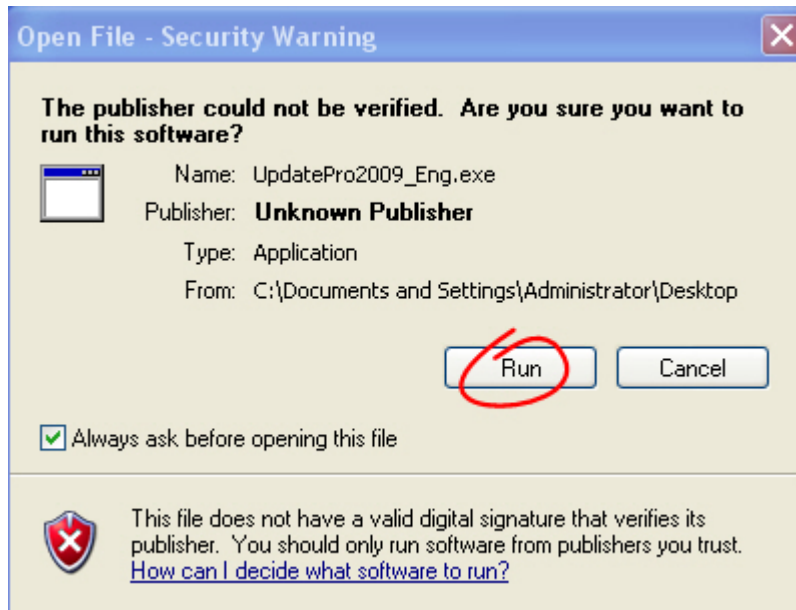 Open File - Security Warning
The publisher could not be verified. Are you sure you want to
run this software?
Name: UpdatePro2009_Eng.exe
Publisher: Unknown Publisher
Type: Application
From: C:\Documents and Settings\Administrator\Desktop
Run Cancel
Always ask before opening this file
This file does not have a valid digital signature that verifies its
publisher. You should only run software from publishers you trust.
How can I decide what software to run?